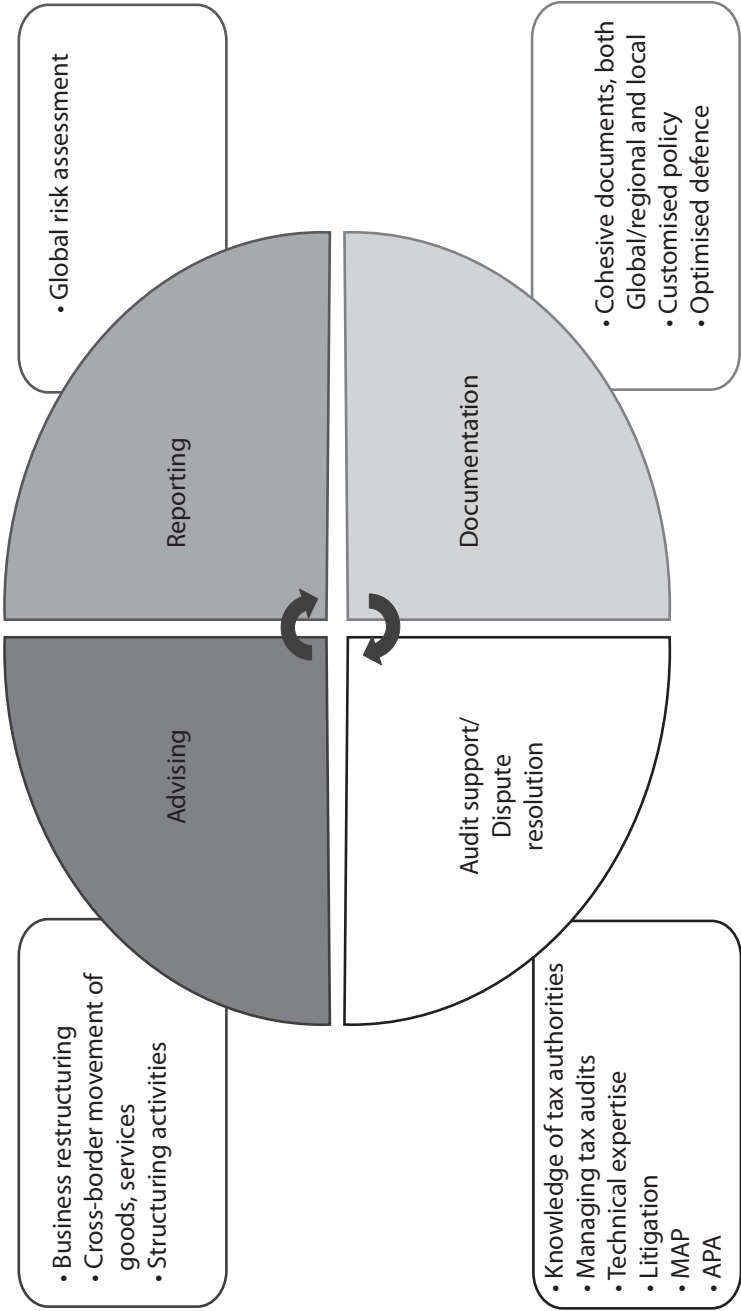 • Business restructuring
• Cross-border movement of
goods, services
• Structuring activities
Advising
Reporting
• Global risk assessment
• Knowledge of tax authorities
• Managing tax audits
• Technical expertise
• Litigation
• MAP
• APA
Audit support/
Dispute
resolution
Documentation
• Cohesive documents, both
Global/regional and local
• Customised policy
• Optimised defence